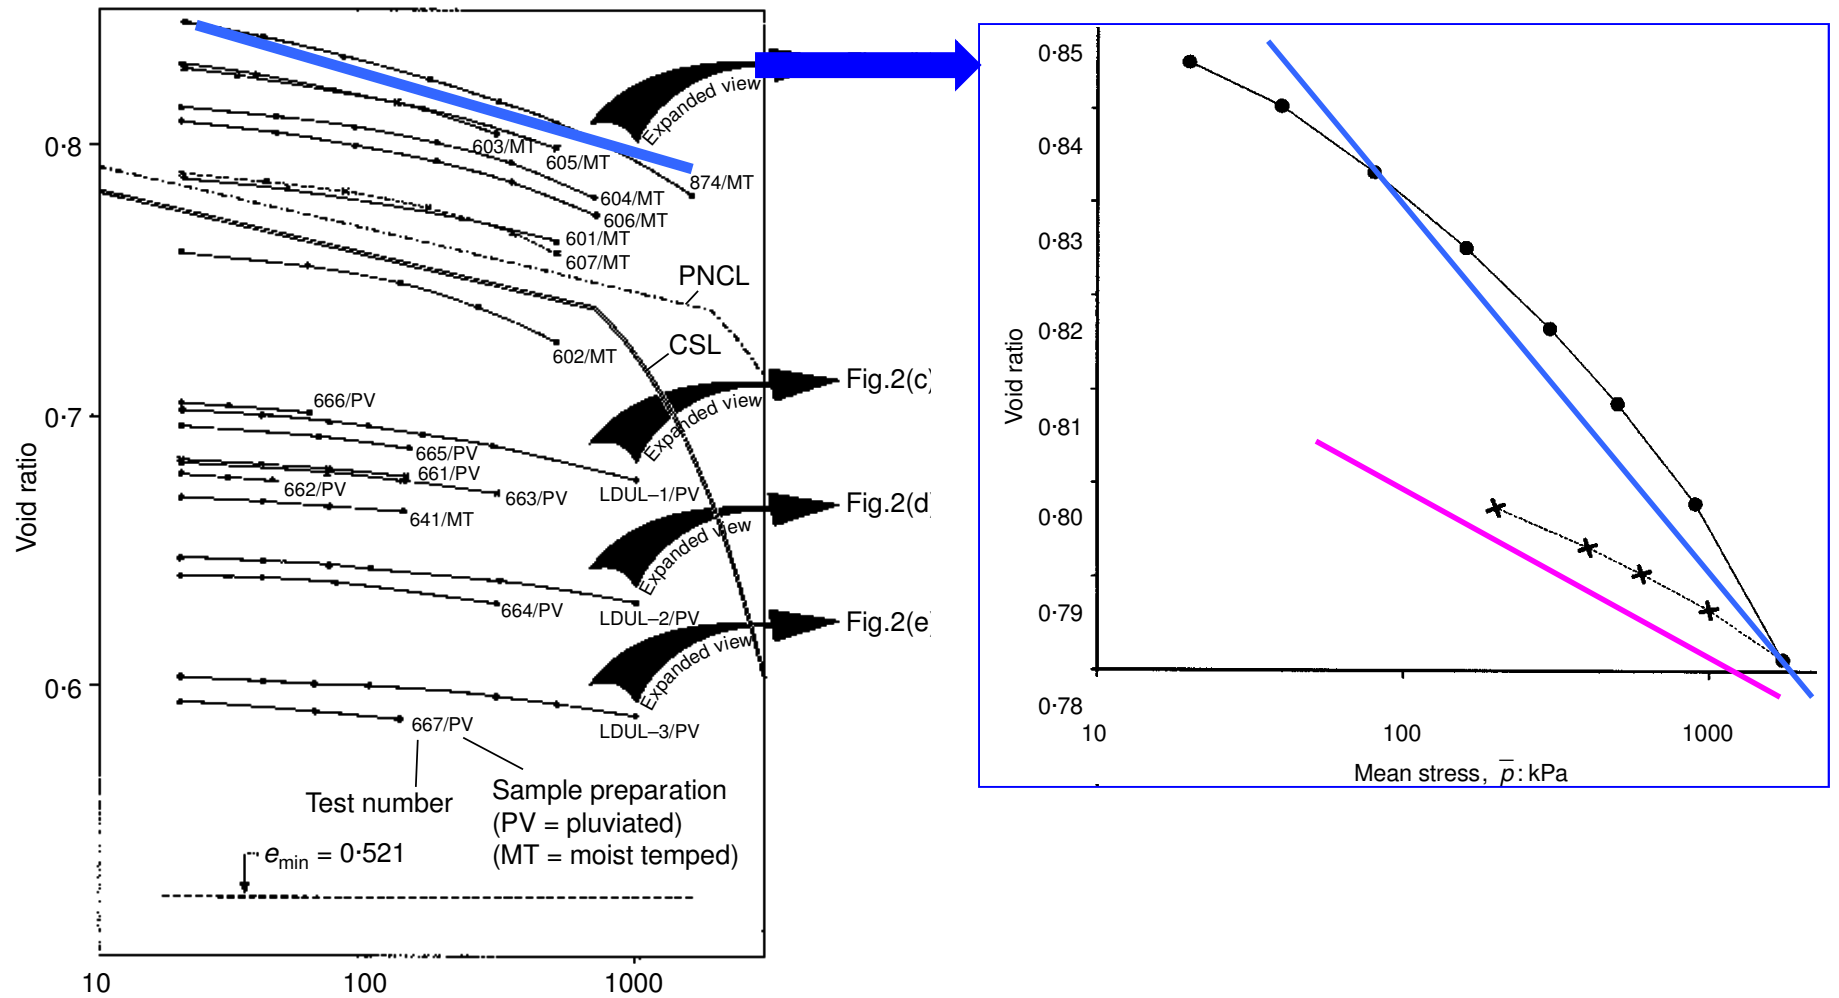 Void ratio
0·8
0·7
0·6
10
100
1000
603/MT
605/MT
874/MT
604/MT
606/MT
601/MT
607/MT
602/MT
PNCL
CSL
Expanded view
Expanded view
Expanded view
Expanded view
Fig.2(c)
Fig.2(d)
Fig.2(e)
666/PV
665/PV
661/PV
662/PV
663/PV
641/MT
LDUL–1/PV
664/PV
LDUL–2/PV
LDUL–3/PV
667/PV
Test number
Sample preparation
(PV = pluviated)
(MT = moist temped)
emin = 0·521
Void ratio
0·85
0·84
0·83
0·82
0·81
0·80
0·79
0·78
10
100
1000
Mean stress, p̅ : kPa